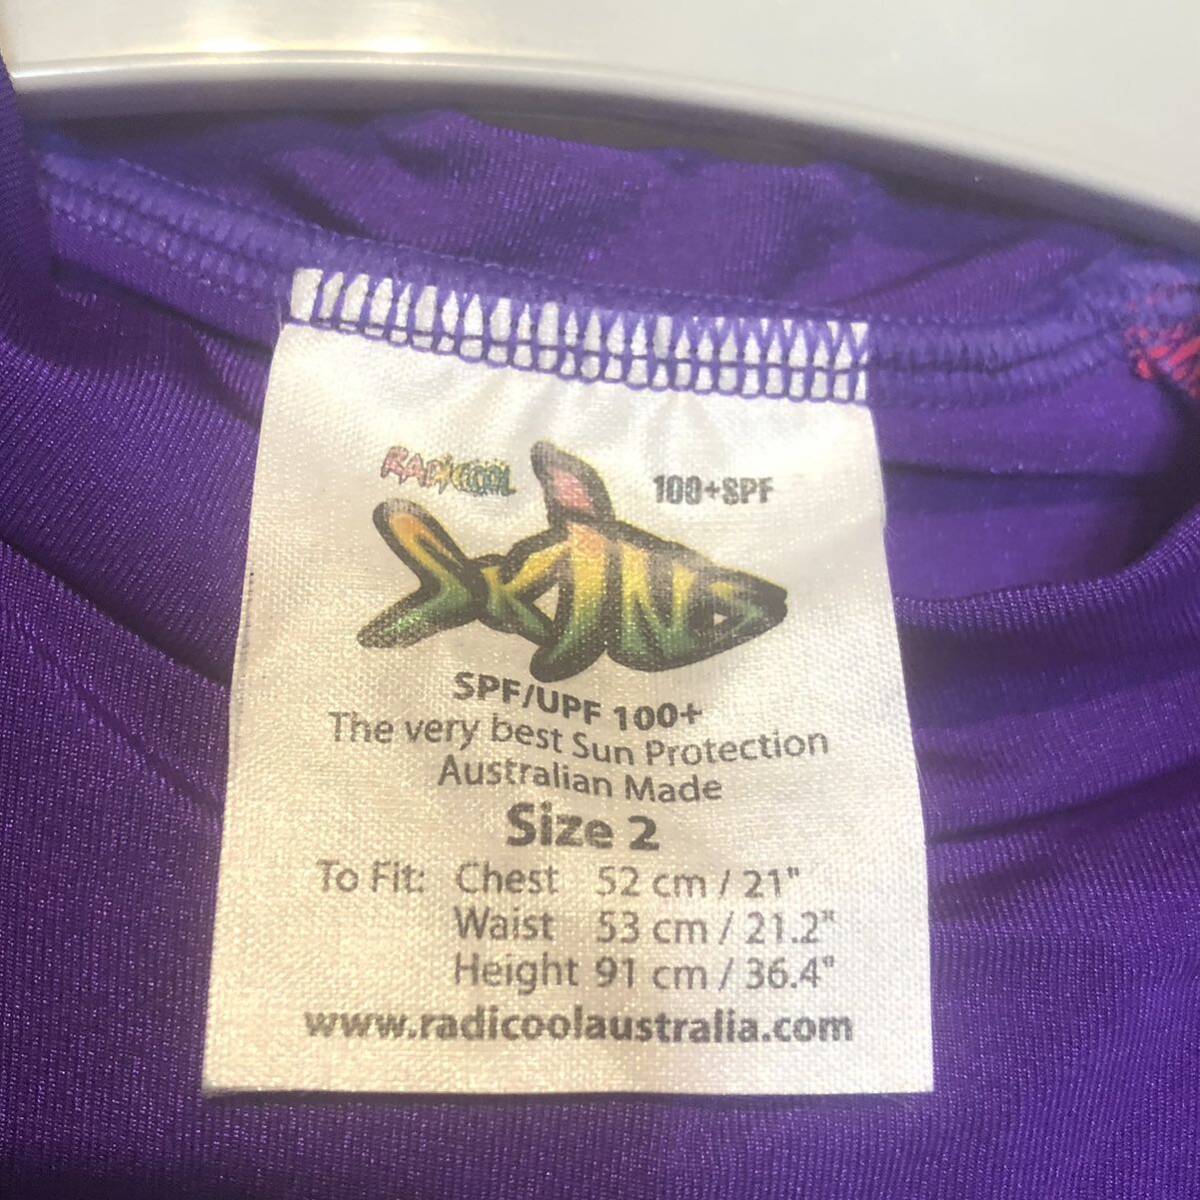 RADICOOL
100+SPF
SKINS
SPF/UPF 100+
The very best Sun Protection
Australian Made
Size 2
To Fit: Chest 52 cm / 21"
Waist 53 cm / 21.2"
Height 91 cm / 36.4"
www.radicoolaustralia.com